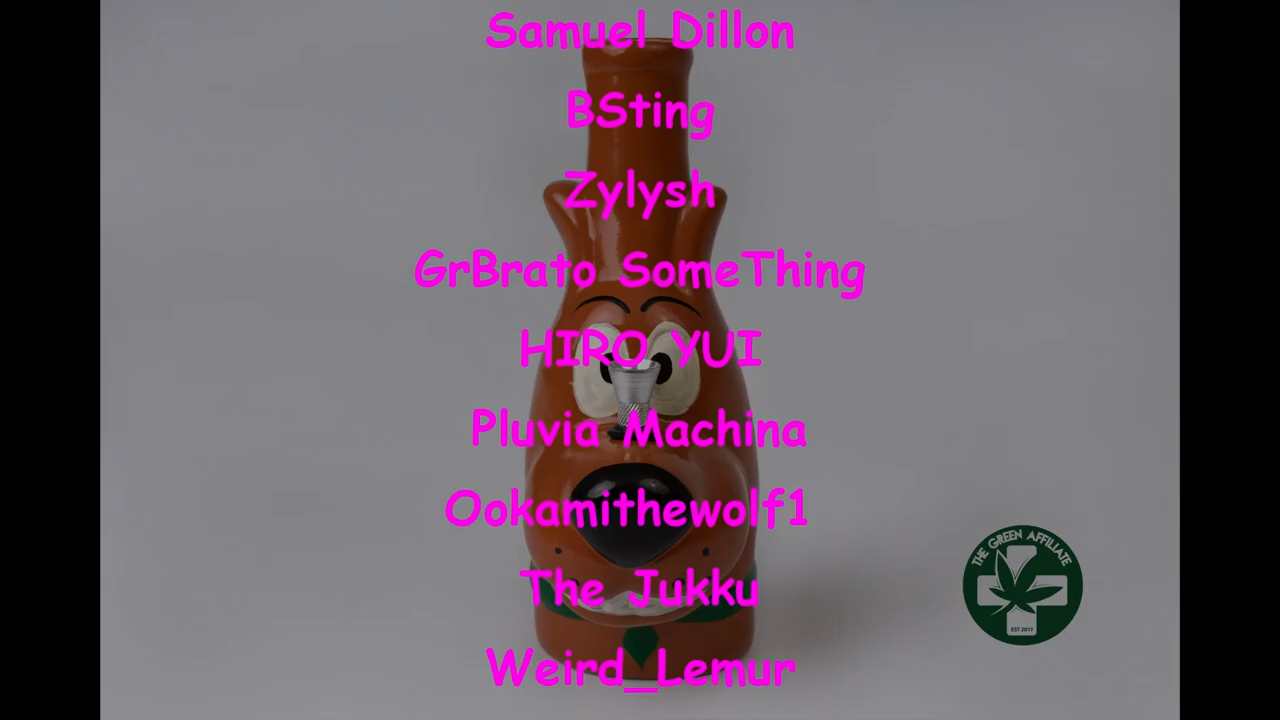 Samuel Dillon
BSting
Zylysh
GrBrato SomeThing
HIRO YUI
Pluvia Machina
Ookamithewolf1
The Jukku
Weird_Lemur
THE GREEN AFFILIATE
EST 2017